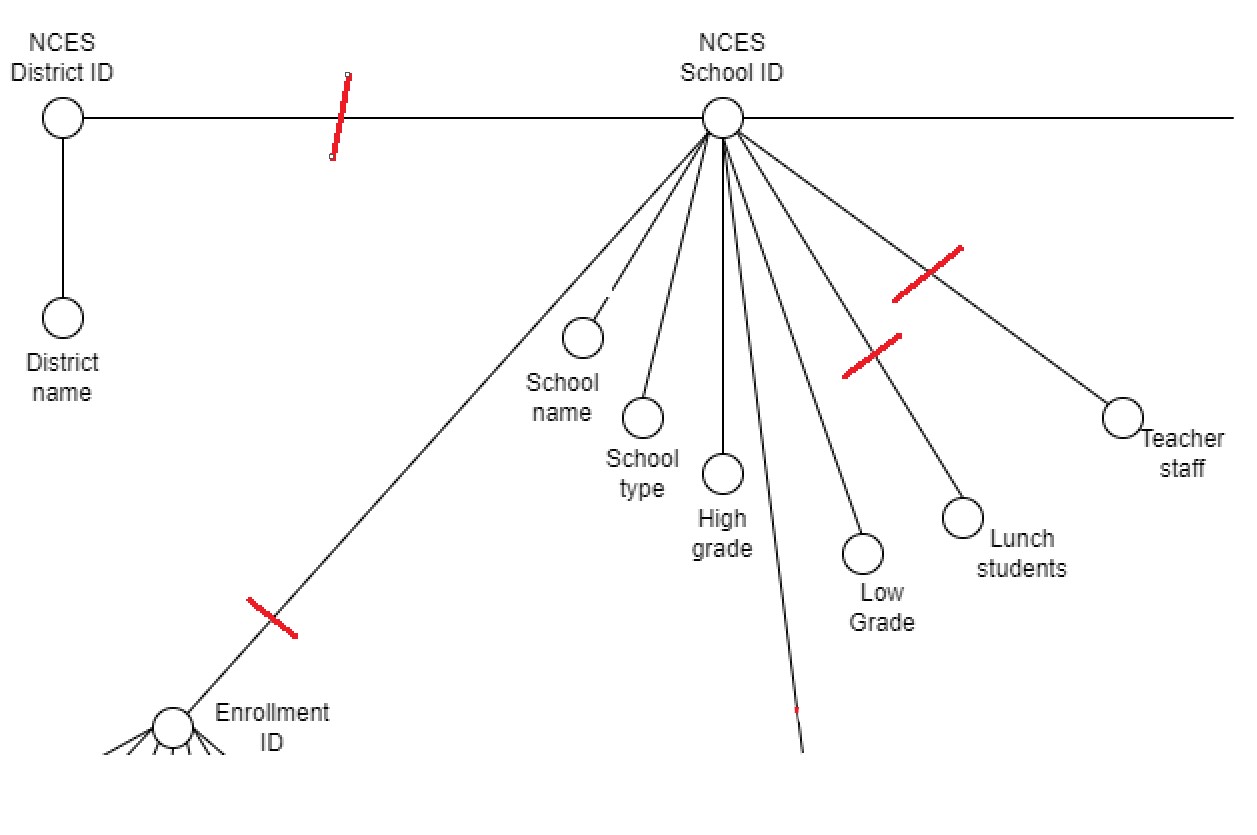 NCES
District ID
NCES
School ID
District
name
School
name
School
type
High
grade
Low
Grade
Lunch
students
Teacher
staff
Enrollment
ID